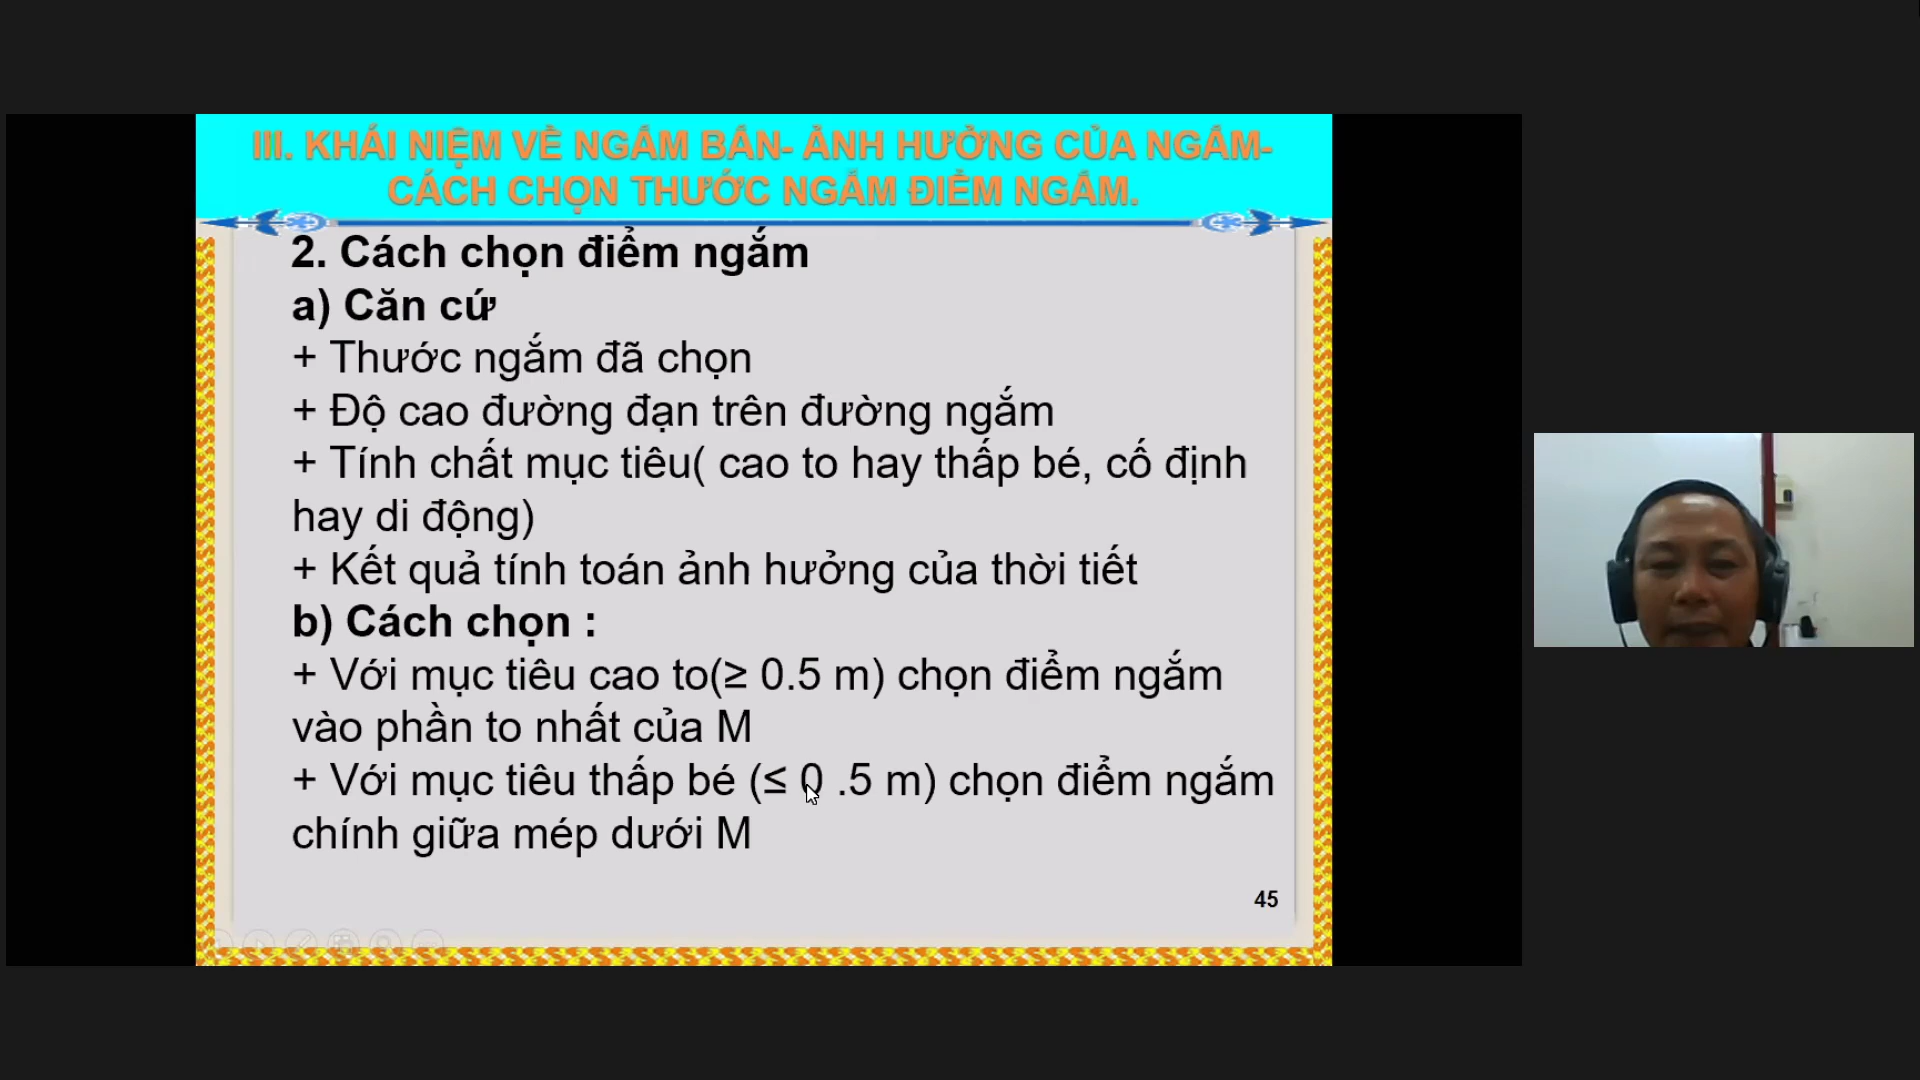 III. KHÁI NIỆM VỀ NGẮM BẮN- ẢNH HƯỞNG CỦA NGẮM-
CÁCH CHỌN THƯỚC NGẮM ĐIỂM NGẮM.
2. Cách chọn điểm ngắm
a) Căn cứ
+ Thước ngắm đã chọn
+ Độ cao đường đạn trên đường ngắm
+ Tính chất mục tiêu( cao to hay thấp bé, cố định
hay di động)
+ Kết quả tính toán ảnh hưởng của thời tiết
b) Cách chọn :
+ Với mục tiêu cao to(≥ 0.5 m) chọn điểm ngắm
vào phần to nhất của M
+ Với mục tiêu thấp bé (≤ 0 .5 m) chọn điểm ngắm
chính giữa mép dưới M
45